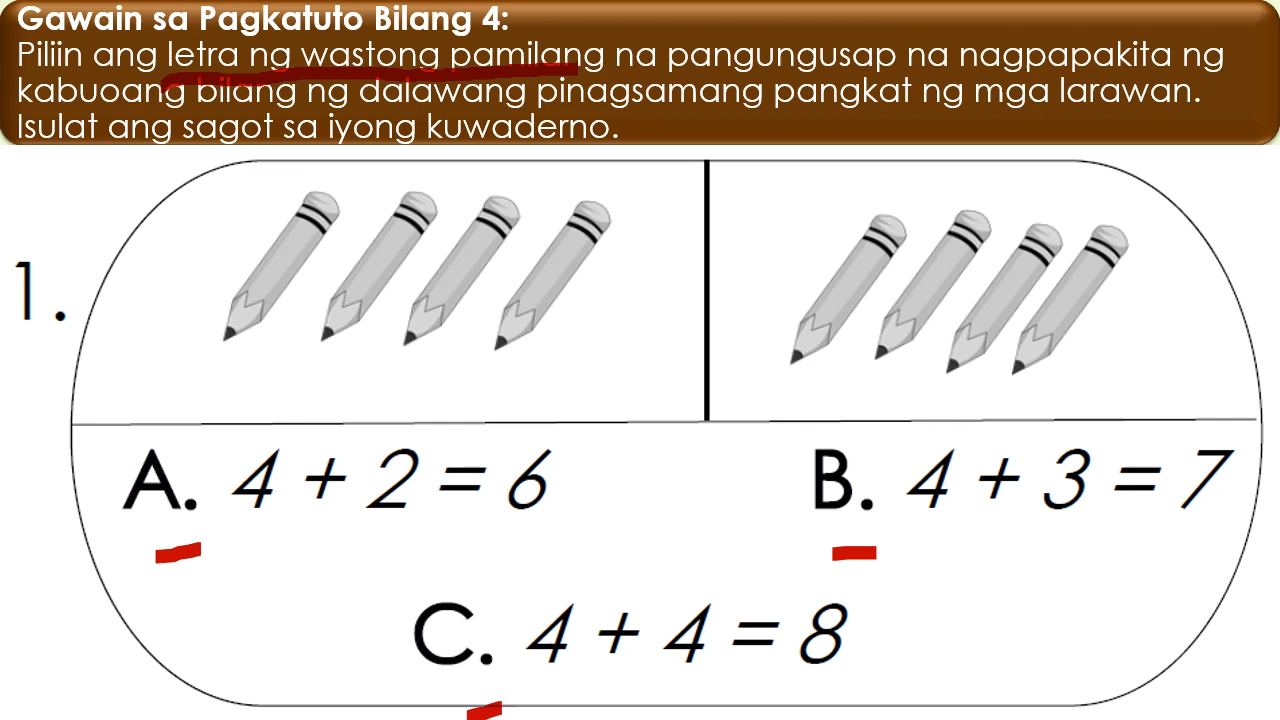 Gawain sa Pagkatuto Bilang 4:
Piliin ang letra ng wastong pamilang na pangungusap na nagpapakita ng
kabuoang bilang ng dalawang pinagsamang pangkat ng mga larawan.
Isulat ang sagot sa iyong kuwaderno.
1.
A. 4 + 2 = 6
B. 4 + 3 = 7
C. 4 + 4 = 8